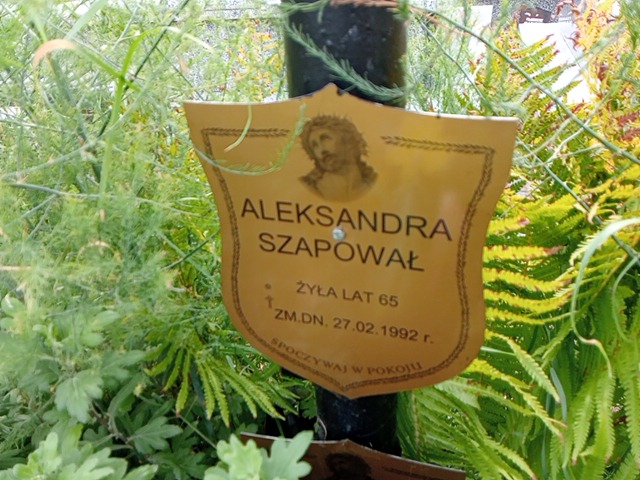 ALEKSANDRA
SZAPOWAŁ
ŻYŁA LAT 65
ZM.DN. 27.02.1992 r.
SPOCZYWAJ W POKOJU